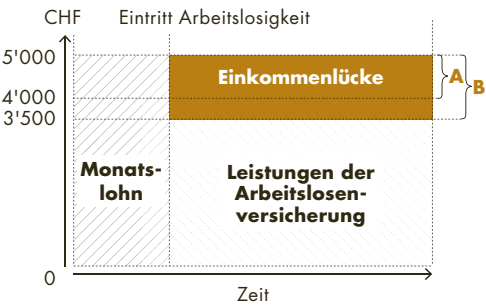 CHF Eintritt Arbeitslosigkeit
5'000
Einkommenlücke
A
B
4'000
3'500
Monats-
lohn
Leistungen der
Arbeitslosen-
versicherung
0
Zeit